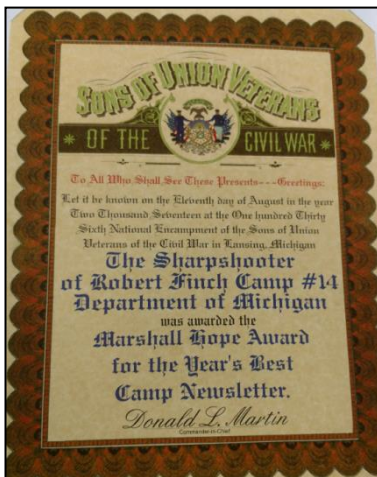 SONS OF UNION VETERANS
OF THE CIVIL WAR
To All Who Shall See These Presents---Greetings:
Let it be known on the Eleventh day of August in the year
Two Thousand Seventeen at the One hundred Thirty
Sixth National Encampment of the Sons of Union
Veterans of the Civil War in Lansing, Michigan
The Sharpshooter
of Robert Finch Camp #14
Department of Michigan
was awarded the
Marshall Hope Award
for the Year's Best
Camp Newsletter.
Donald L. Martin
Commander-in-Chief